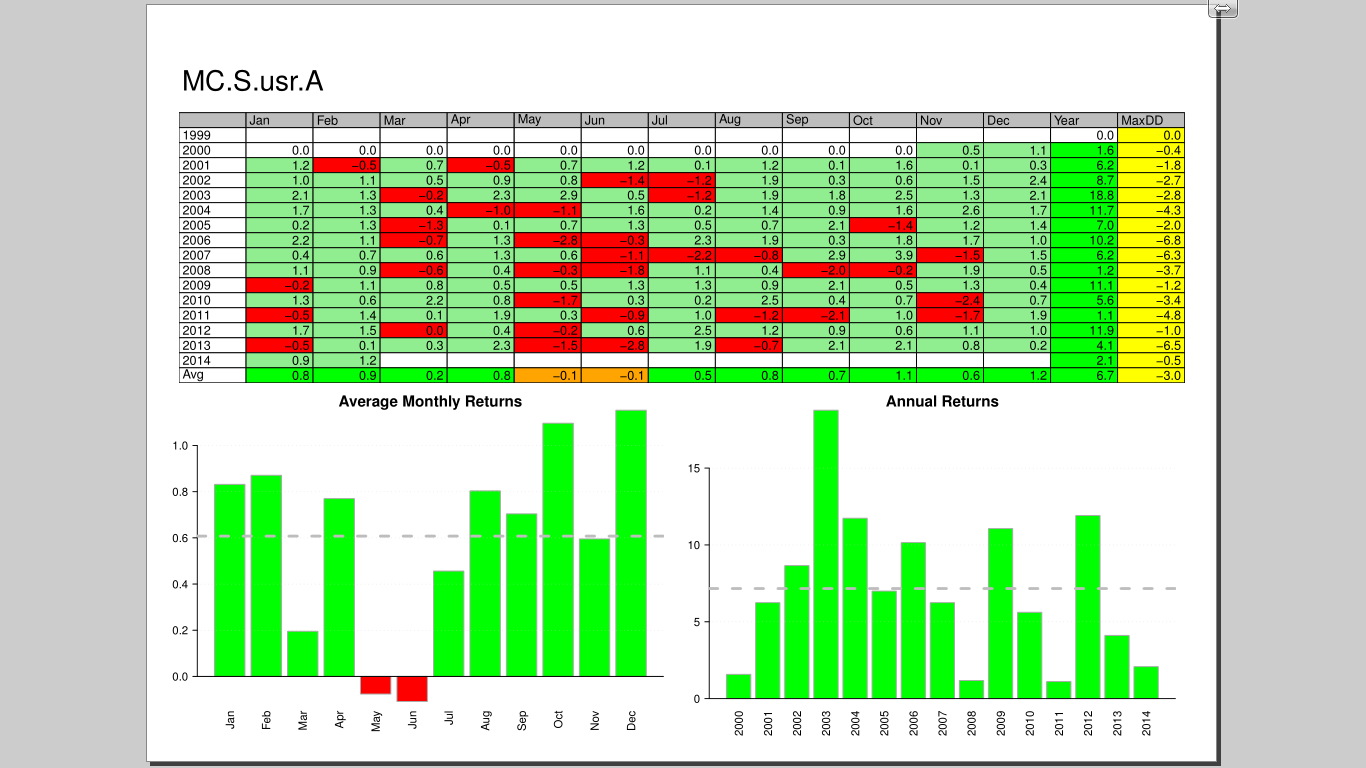 MC.S.usr.A
Jan Feb Mar Apr May Jun Jul Aug Sep Oct Nov Dec Year MaxDD
1999 0.0 0.0
2000 0.0 0.0 0.0 0.0 0.0 0.0 0.0 0.0 0.0 0.0 0.5 1.1 1.6 −0.4
2001 1.2 −0.5 0.7 −0.5 0.7 1.2 0.1 1.2 0.1 1.6 0.1 0.3 6.2 −1.8
2002 1.0 1.1 0.5 0.9 0.8 −1.4 −1.2 1.9 0.3 0.6 1.5 2.4 8.7 −2.7
2003 2.1 1.3 −0.2 2.3 2.9 0.5 −1.2 1.9 1.8 2.5 1.3 2.1 18.8 −2.8
2004 1.7 1.3 0.4 −1.0 −1.1 1.6 0.2 1.4 0.9 1.6 2.6 1.7 11.7 −4.3
2005 0.2 1.3 −1.3 0.1 0.7 1.3 0.5 0.7 2.1 −1.4 1.2 1.4 7.0 −2.0
2006 2.2 1.1 −0.7 1.3 −2.8 −0.3 2.3 1.9 0.3 1.8 1.7 1.0 10.2 −6.8
2007 0.4 0.7 0.6 1.3 0.6 −1.1 −2.2 −0.8 2.9 3.9 −1.5 1.5 6.2 −6.3
2008 1.1 0.9 −0.6 0.4 −0.3 −1.8 1.1 0.4 −2.0 −0.2 1.9 0.5 1.2 −3.7
2009 −0.2 1.1 0.8 0.5 0.5 1.3 1.3 0.9 2.1 0.5 1.3 0.4 11.1 −1.2
2010 1.3 0.6 2.2 0.8 −1.7 0.3 0.2 2.5 0.4 0.7 −2.4 0.7 5.6 −3.4
2011 −0.5 1.4 0.1 1.9 0.3 −0.9 1.0 −1.2 −2.1 1.0 −1.7 1.9 1.1 −4.8
2012 1.7 1.5 0.0 0.4 −0.2 0.6 2.5 1.2 0.9 0.6 1.1 1.0 11.9 −1.0
2013 −0.5 0.1 0.3 2.3 −1.5 −2.8 1.9 −0.7 2.1 2.1 0.8 0.2 4.1 −6.5
2014 0.9 1.2 2.1 −0.5
Avg 0.8 0.9 0.2 0.8 −0.1 −0.1 0.5 0.8 0.7 1.1 0.6 1.2 6.7 −3.0
Average Monthly Returns
1.0
0.8
0.6
0.4
0.2
0.0
Jan Feb Mar Apr May Jun Jul Aug Sep Oct Nov Dec
Annual Returns
15
10
5
0
2000 2001 2002 2003 2004 2005 2006 2007 2008 2009 2010 2011 2012 2013 2014